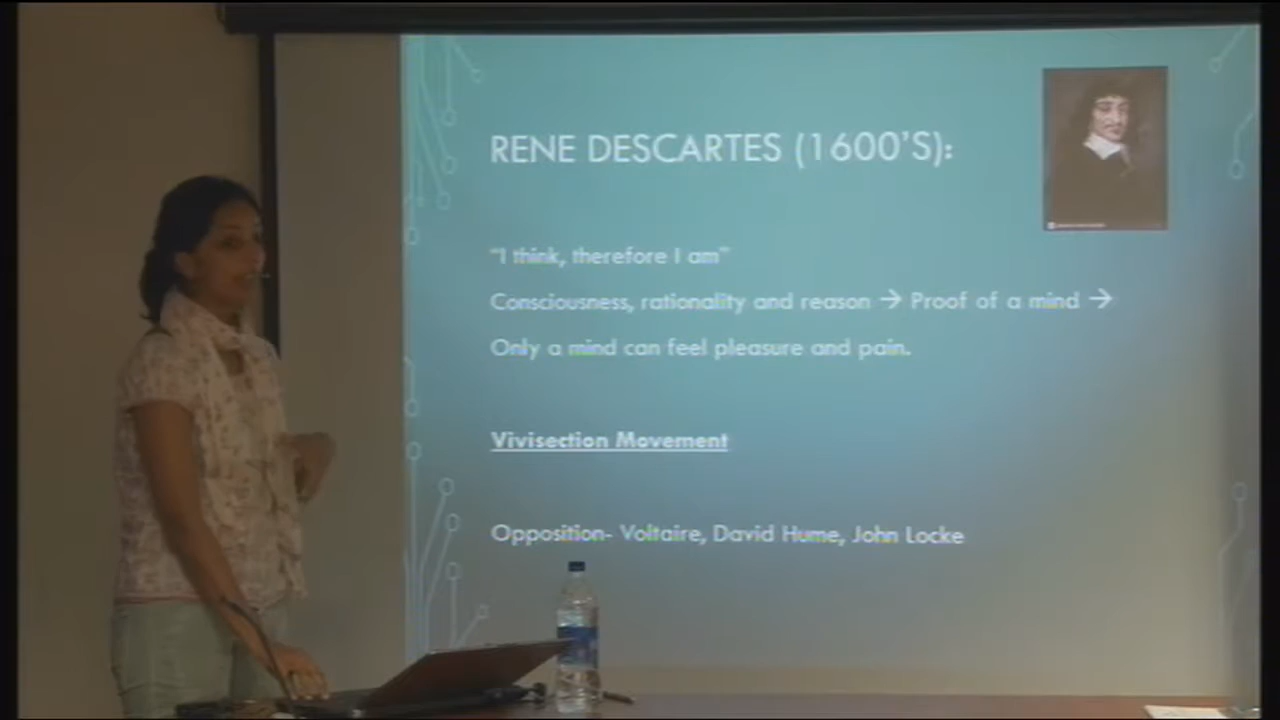 RENE DESCARTES (1600'S):
"I think, therefore I am"
Consciousness, rationality and reason → Proof of a mind →
Only a mind can feel pleasure and pain.
Vivisection Movement
Opposition- Voltaire, David Hume, John Locke